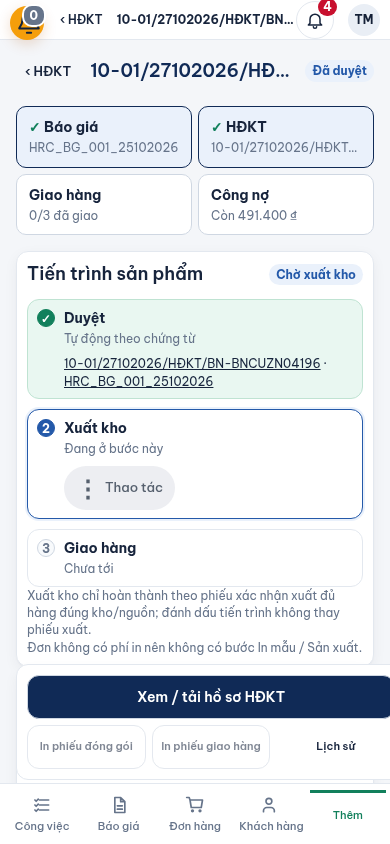 0
‹ HĐKT
10-01/27102026/HĐKT/BN...
4
TM
‹ HĐKT
10-01/27102026/HĐ...
Đã duyệt
✓ Báo giá
HRC_BG_001_25102026
✓ HĐKT
10-01/27102026/HĐKT...
Giao hàng
0/3 đã giao
Công nợ
Còn 491.400 ₫
Tiến trình sản phẩm
Chờ xuất kho
✓ Duyệt
Tự động theo chứng từ
10-01/27102026/HĐKT/BN-BNCUZN04196 ·
HRC_BG_001_25102026
2 Xuất kho
Đang ở bước này
⋮ Thao tác
3 Giao hàng
Chưa tới
Xuất kho chỉ hoàn thành theo phiếu xác nhận xuất đủ
hàng đúng kho/nguồn; đánh dấu tiến trình không thay
phiếu xuất.
Đơn không có phí in nên không có bước In mẫu / Sản xuất.
Xem / tải hồ sơ HĐKT
In phiếu đóng gói
In phiếu giao hàng
Lịch sử
Công việc
Báo giá
Đơn hàng
Khách hàng
Thêm